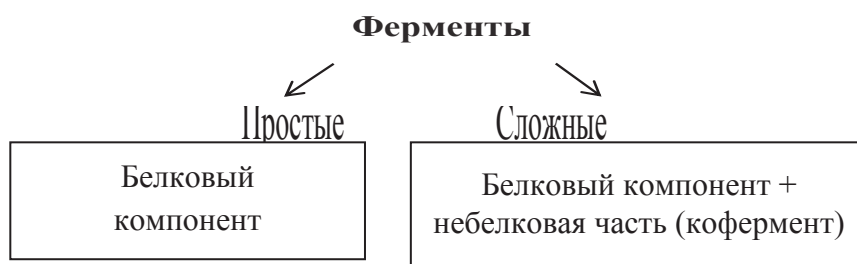 Ферменты
Простые Сложные
Белковый
компонент
Белковый компонент +
небелковая часть (кофермент)